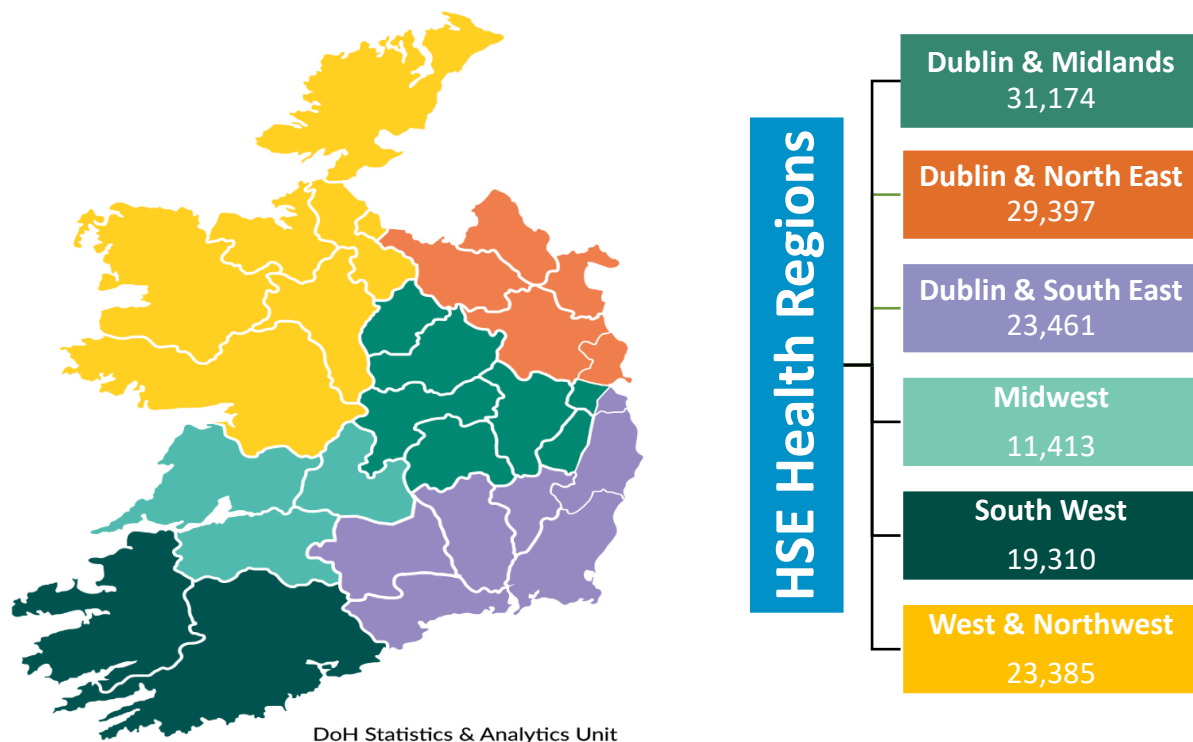 HSE Health Regions
Dublin & Midlands
31,174
Dublin & North East
29,397
Dublin & South East
23,461
Midwest
11,413
South West
19,310
West & Northwest
23,385
DoH Statistics & Analytics Unit